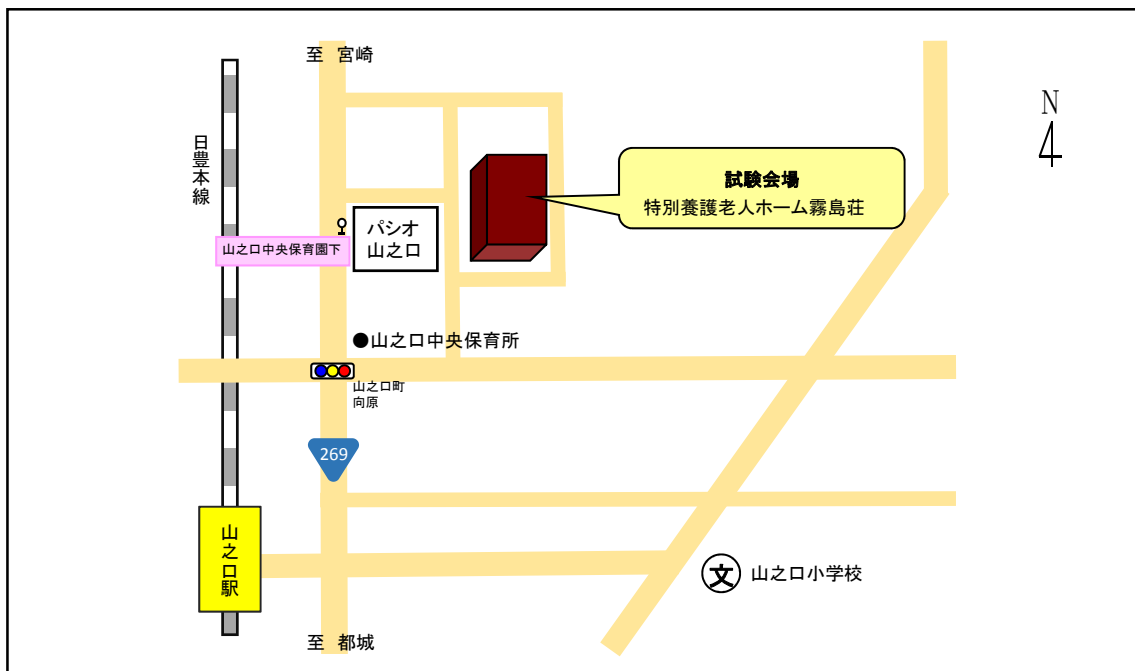 至 宮崎
N
日豊本線
試験会場
特別養護老人ホーム霧島荘
パシオ
山之口
山之口中央保育園下
●山之口中央保育所
山之口町
向原
269
山之口駅
文
山之口小学校
至 都城